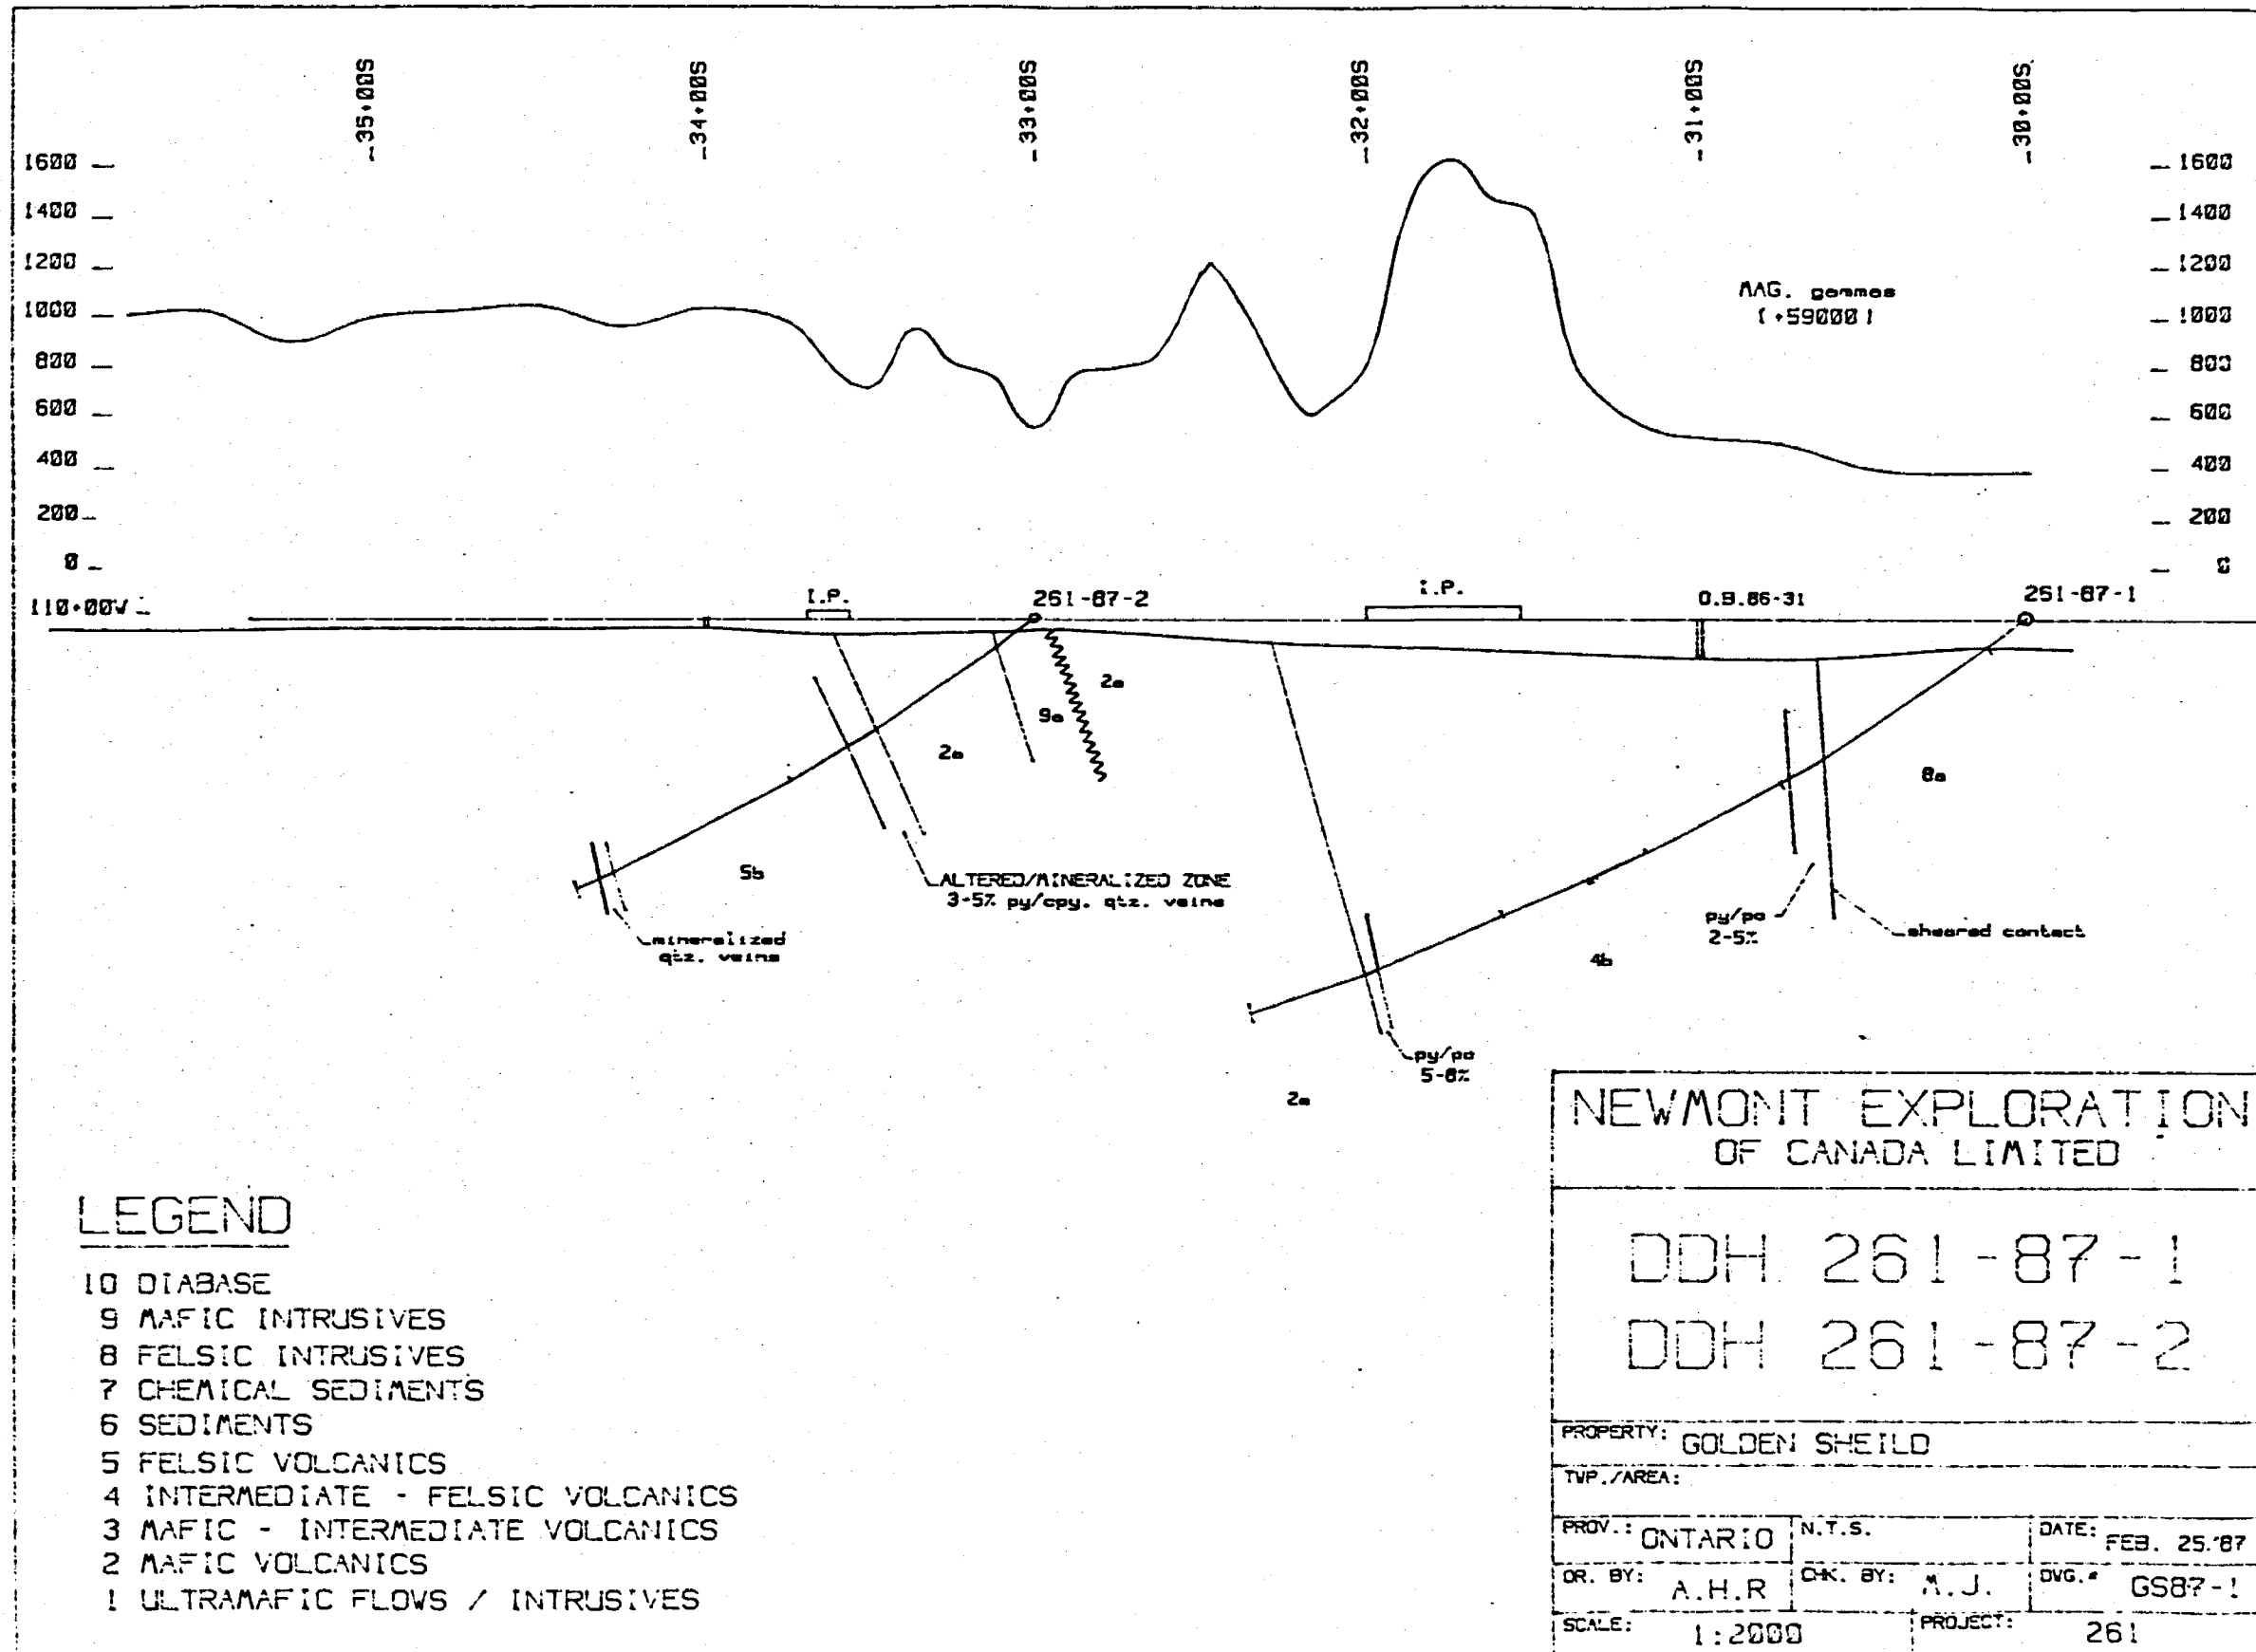 35+00S
34+00S
33+00S
32+00S
31+00S
30+00S
1600
1400
1200
1000
800
600
400
200
0
1600
1400
1200
1000
800
600
400
200
0
MAG. gammas
(+59000)
110+00W
I.P.
261-87-2
I.P.
O.B.86-31
261-87-1
2a
9a
2a
8a
5b
ALTERED/MINERALIZED ZONE
3-5% py/cpy. qtz. veins
mineralized
qtz. veins
py/po
2-5%
sheared contact
4b
py/po
5-8%
2a
LEGEND
10 DIABASE
9 MAFIC INTRUSIVES
8 FELSIC INTRUSIVES
7 CHEMICAL SEDIMENTS
6 SEDIMENTS
5 FELSIC VOLCANICS
4 INTERMEDIATE - FELSIC VOLCANICS
3 MAFIC - INTERMEDIATE VOLCANICS
2 MAFIC VOLCANICS
1 ULTRAMAFIC FLOWS / INTRUSIVES
NEWMONT EXPLORATION
OF CANADA LIMITED
DDH 261-87-1
DDH 261-87-2
PROPERTY: GOLDEN SHEILD
TWP./AREA:
PROV.: ONTARIO N.T.S. DATE: FEB. 25.'87
DR. BY: A.H.R CHK. BY: M.J. DWG.# GS87-1
SCALE: 1:2000 PROJECT: 261